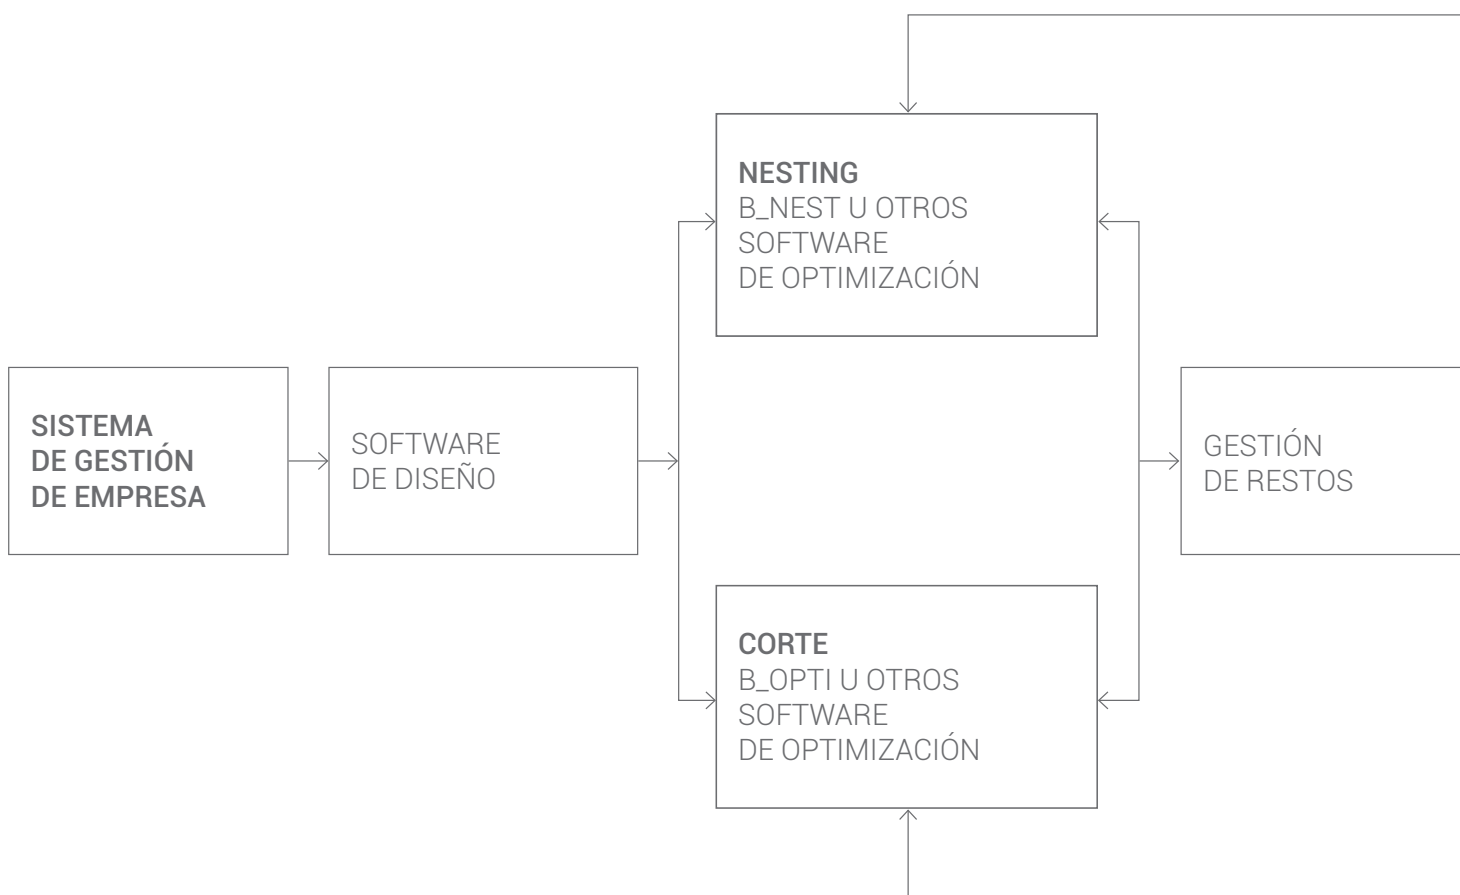 NESTING
B_NEST U OTROS
SOFTWARE
DE OPTIMIZACIÓN
SISTEMA
DE GESTIÓN
DE EMPRESA
SOFTWARE
DE DISEÑO
GESTIÓN
DE RESTOS
CORTE
B_OPTI U OTROS
SOFTWARE
DE OPTIMIZACIÓN